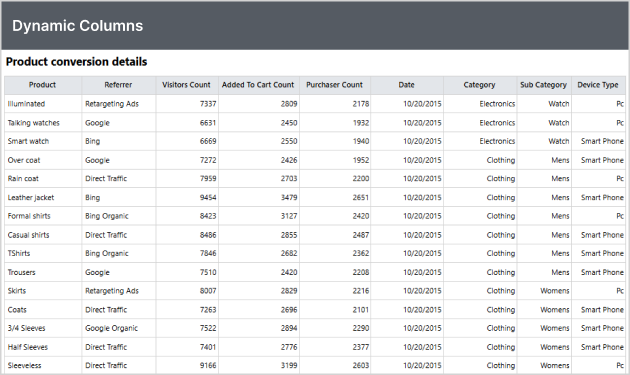 Dynamic Columns
Product conversion details
Product Referrer Visitors Count Added To Cart Count Purchaser Count Date Category Sub Category Device Type
Illuminated Retargeting Ads 7337 2809 2178 10/20/2015 Electronics Watch Pc
Talking watches Google 6631 2450 1932 10/20/2015 Electronics Watch Pc
Smart watch Bing 6669 2550 1940 10/20/2015 Electronics Watch Smart Phone
Over coat Google 7272 2426 1952 10/20/2015 Clothing Mens Smart Phone
Rain coat Direct Traffic 7959 2703 2200 10/20/2015 Clothing Mens Pc
Leather jacket Bing 9454 3479 2651 10/20/2015 Clothing Mens Smart Phone
Formal shirts Bing Organic 8423 3127 2420 10/20/2015 Clothing Mens Pc
Casual shirts Direct Traffic 8486 2855 2487 10/20/2015 Clothing Mens Smart Phone
TShirts Bing Organic 7846 2682 2362 10/20/2015 Clothing Mens Smart Phone
Trousers Google 7510 2420 2208 10/20/2015 Clothing Mens Smart Phone
Skirts Retargeting Ads 8007 2829 2216 10/20/2015 Clothing Womens Pc
Coats Direct Traffic 7263 2696 2101 10/20/2015 Clothing Womens Smart Phone
3/4 Sleeves Google Organic 7522 2894 2290 10/20/2015 Clothing Womens Smart Phone
Half Sleeves Direct Traffic 7401 2776 2377 10/20/2015 Clothing Womens Smart Phone
Sleeveless Direct Traffic 9166 3199 2603 10/20/2015 Clothing Womens Pc